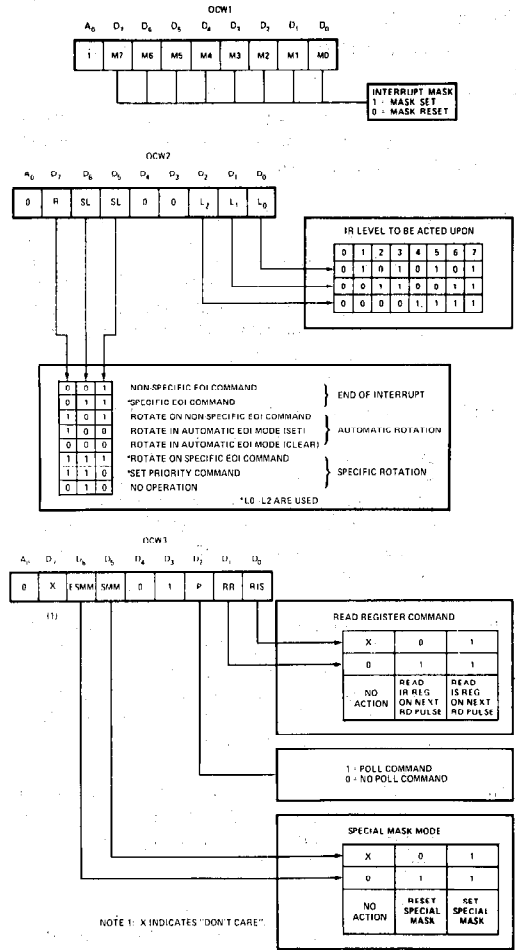 OCW1
A0 D7 D6 D5 D4 D3 D2 D1 D0
1 M7 M6 M5 M4 M3 M2 M1 M0
INTERRUPT MASK
1 = MASK SET
0 = MASK RESET
OCW2
A0 D7 D6 D5 D4 D3 D2 D1 D0
0 R SL SL 0 0 L2 L1 L0
IR LEVEL TO BE ACTED UPON
0 1 2 3 4 5 6 7
0 1 0 1 0 1 0 1
0 0 1 1 0 0 1 1
0 0 0 0 1 1 1 1
0 0 1 NON-SPECIFIC EOI COMMAND
0 1 1 *SPECIFIC EOI COMMAND
END OF INTERRUPT
1 0 1 ROTATE ON NON-SPECIFIC EOI COMMAND
1 0 0 ROTATE IN AUTOMATIC EOI MODE (SET)
0 0 0 ROTATE IN AUTOMATIC EOI MODE (CLEAR)
AUTOMATIC ROTATION
1 1 1 *ROTATE ON SPECIFIC EOI COMMAND
1 1 0 *SET PRIORITY COMMAND
0 1 0 NO OPERATION
SPECIFIC ROTATION
*L0-L2 ARE USED
OCW3
A0 D7 D6 D5 D4 D3 D2 D1 D0
0 X ESMM SMM 0 1 P RR RIS
(1)
READ REGISTER COMMAND
X 0 1
0 1 1
NO ACTION
READ IR REG ON NEXT RD PULSE
READ IS REG ON NEXT RD PULSE
1 = POLL COMMAND
0 = NO POLL COMMAND
SPECIAL MASK MODE
X 0 1
0 1 1
NO ACTION
RESET SPECIAL MASK
SET SPECIAL MASK
NOTE 1: X INDICATES "DON'T CARE".